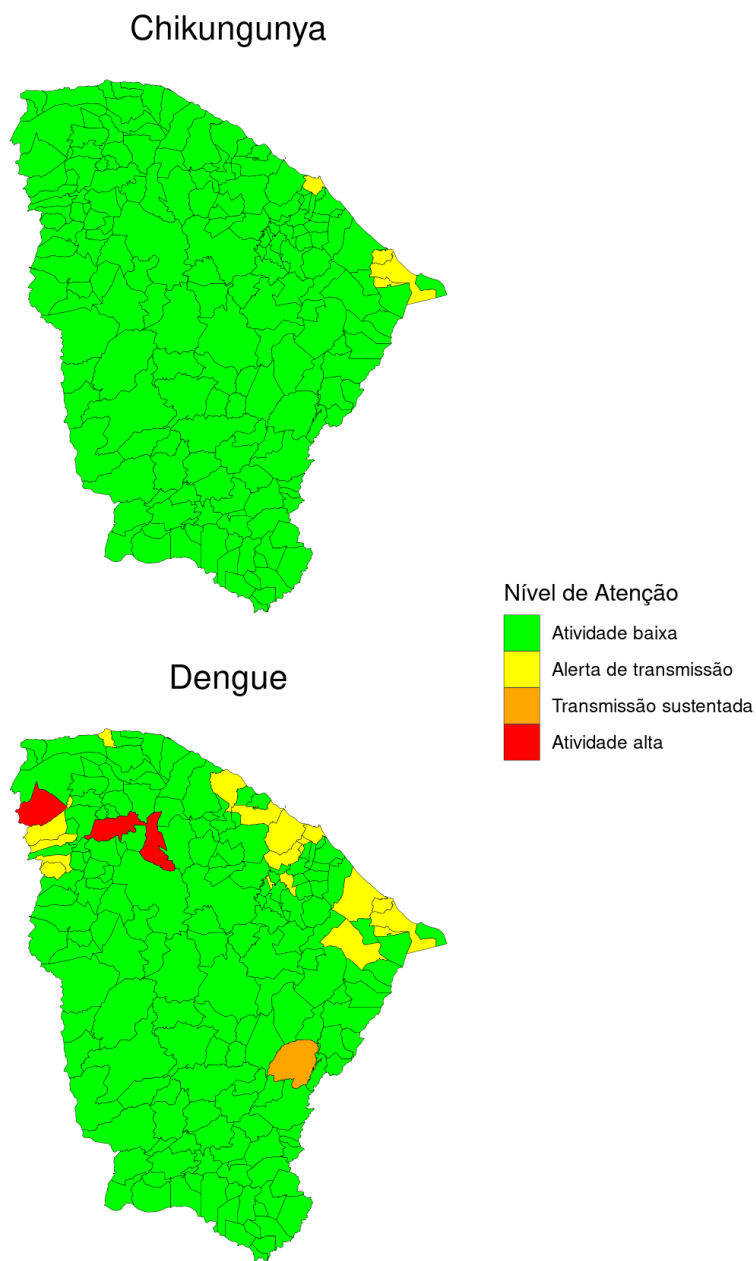 Chikungunya
Nível de Atenção
Atividade baixa
Alerta de transmissão
Transmissão sustentada
Atividade alta
Dengue